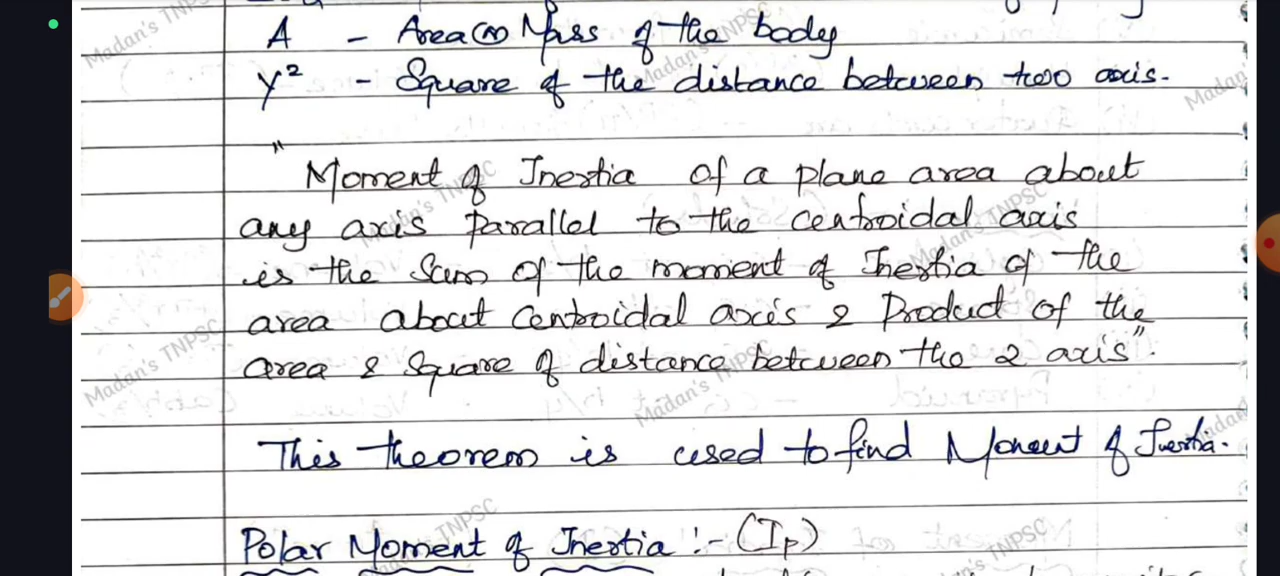 A - Area (or) Mass of the body
Y² - Square of the distance between two axis.
"Moment of Inertia of a plane area about
any axis parallel to the centroidal axis
is the Sum of the moment of Inertia of the
area about Centroidal axis & Product of the
area & Square of distance between the 2 axis".
This theorem is used to find Moment of Inertia.
Polar Moment of Inertia :- (Ip)
Madan's TNPSC